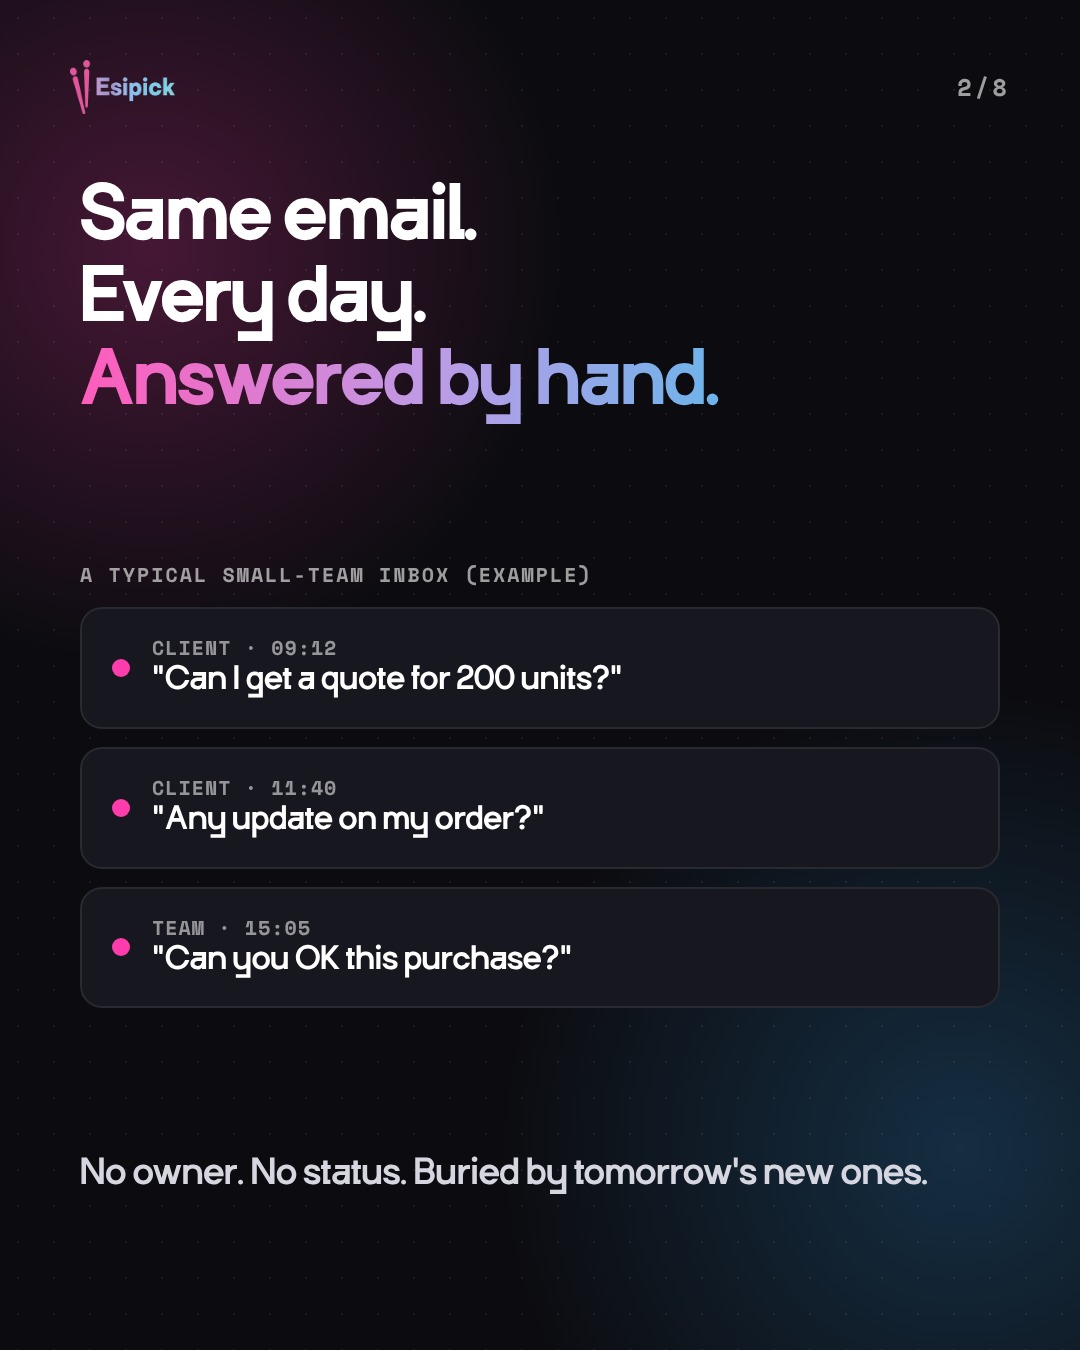 Esipick
2/8
Same email.
Every day.
Answered by hand.
A TYPICAL SMALL-TEAM INBOX (EXAMPLE)
CLIENT · 09:12
"Can I get a quote for 200 units?"
CLIENT · 11:40
"Any update on my order?"
TEAM · 15:05
"Can you OK this purchase?"
No owner. No status. Buried by tomorrow's new ones.